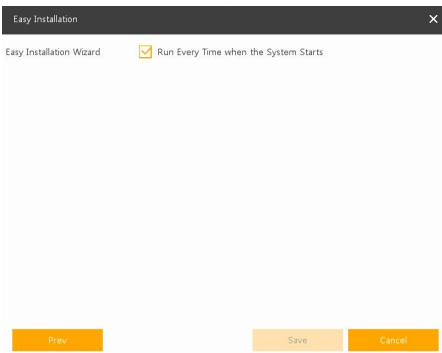 Easy Installation
Easy Installation Wizard Run Every Time when the System Starts
Prev Save Cancel